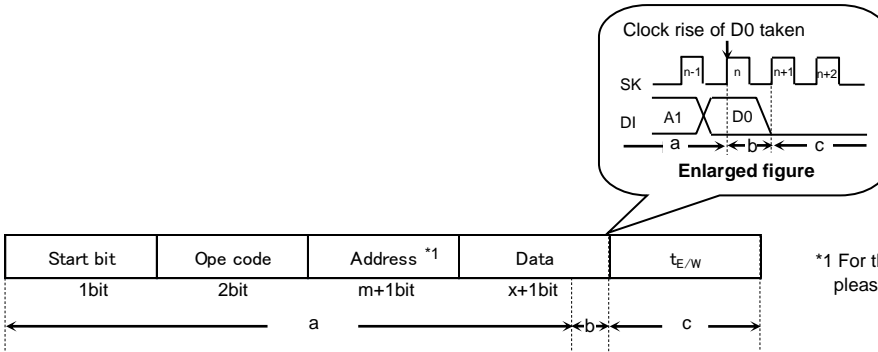 Clock rise of D0 taken
SK n-1 n n+1 n+2
DI A1 D0
a b c
Enlarged figure
Start bit Ope code Address *1 Data tE/W
1bit 2bit m+1bit x+1bit
a b c
*1 For th
pleas